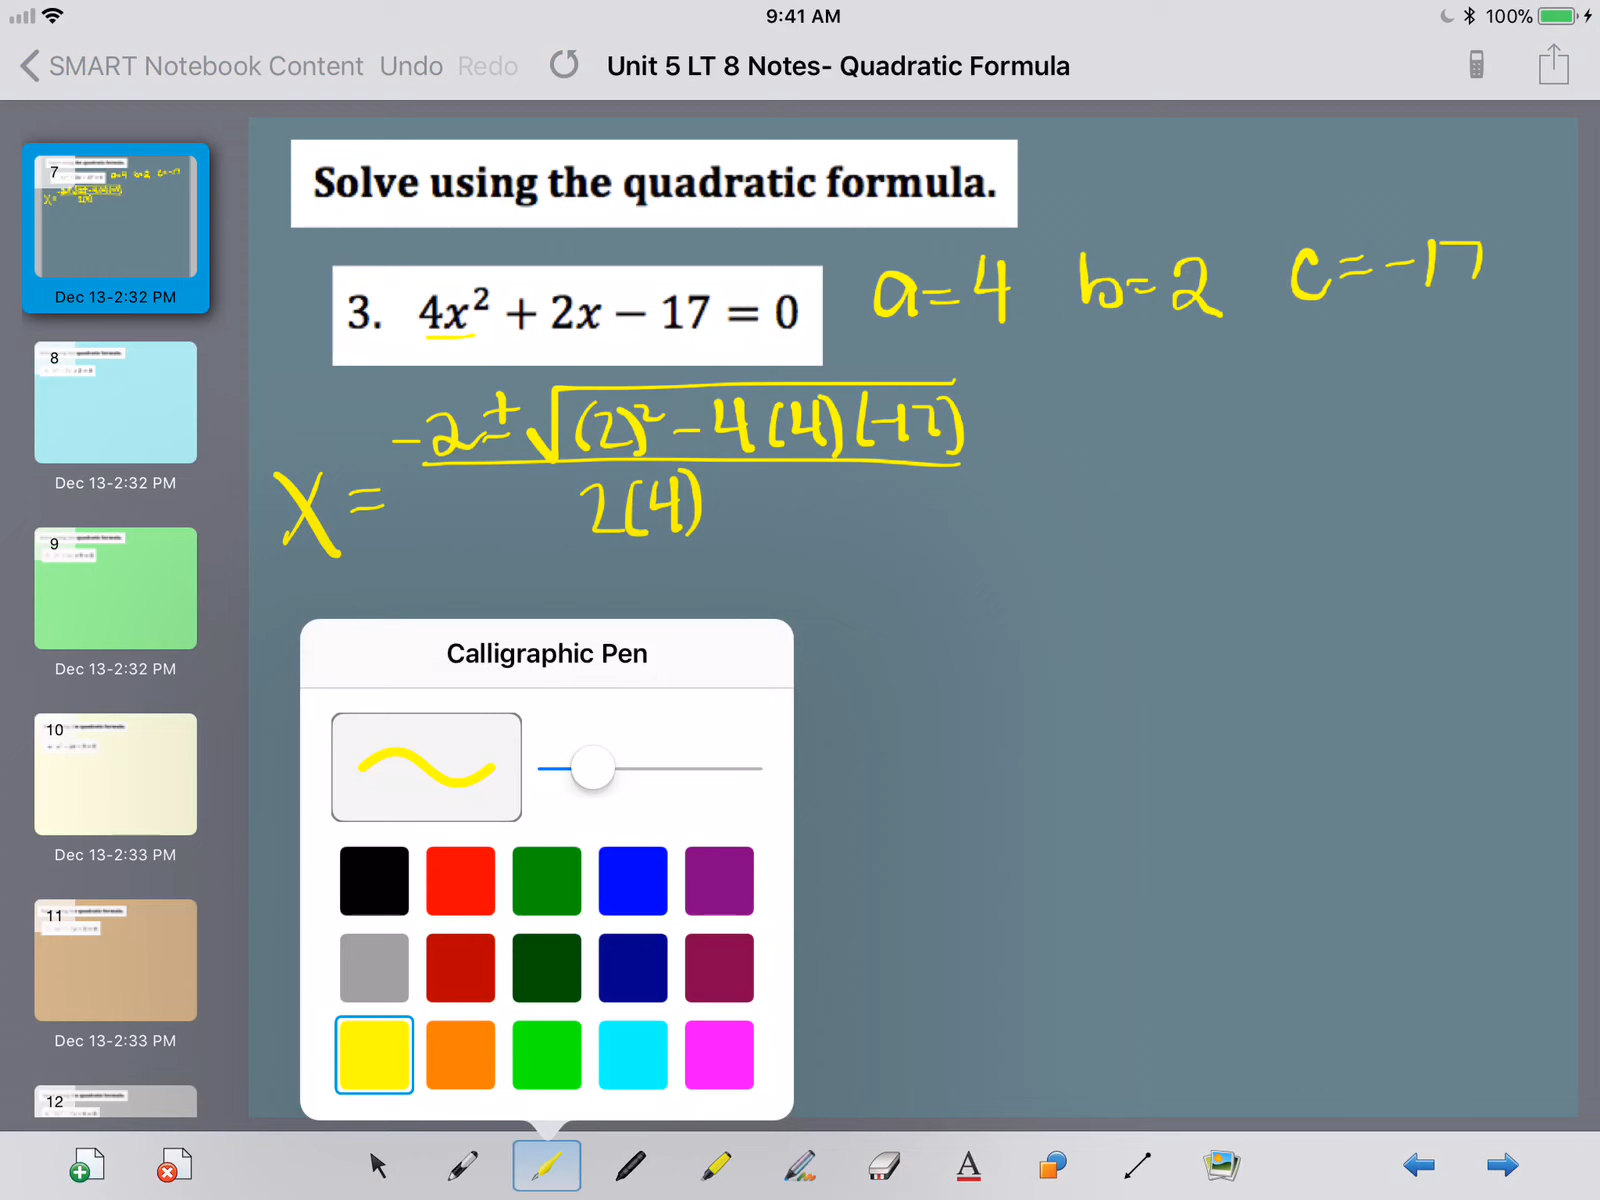 9:41 AM
100%
SMART Notebook Content Undo Redo Unit 5 LT 8 Notes- Quadratic Formula
Solve using the quadratic formula.
3. 4x² + 2x − 17 = 0
a=4 b=2 c=-17
x = (-2 ± √((2)² - 4(4)(-17))) / 2(4)
7
Dec 13-2:32 PM
8
Dec 13-2:32 PM
9
Dec 13-2:32 PM
10
Dec 13-2:33 PM
11
Dec 13-2:33 PM
12
Calligraphic Pen
A